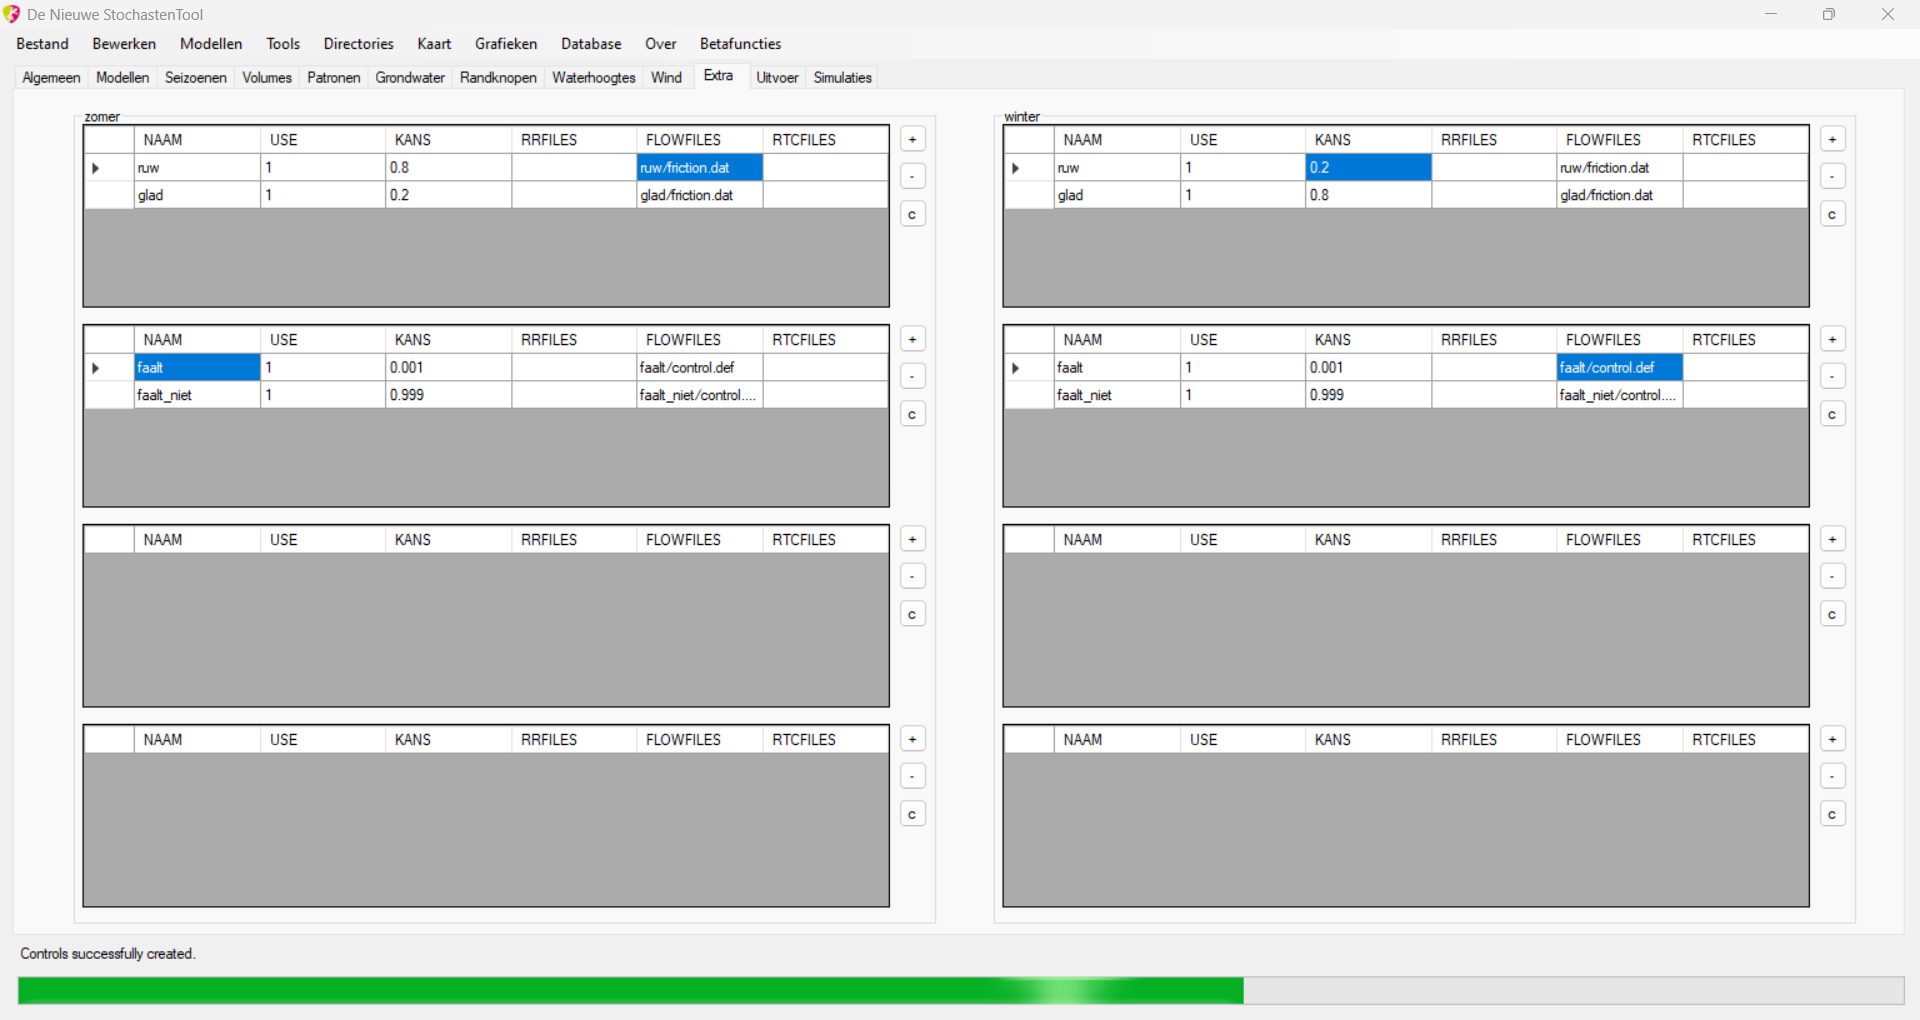 De Nieuwe StochastenTool
Bestand Bewerken Modellen Tools Directories Kaart Grafieken Database Over Betafuncties
Algemeen Modellen Seizoenen Volumes Patronen Grondwater Randknopen Waterhoogtes Wind Extra Uitvoer Simulaties
zomer
NAAM USE KANS RRFILES FLOWFILES RTCFILES +
ruw 1 0.8 ruw/friction.dat
-
glad 1 0.2 glad/friction.dat
c
NAAM USE KANS RRFILES FLOWFILES RTCFILES +
faalt 1 0.001 faalt/control.def
-
faalt_niet 1 0.999 faalt_niet/control....
c
NAAM USE KANS RRFILES FLOWFILES RTCFILES +
-
c
NAAM USE KANS RRFILES FLOWFILES RTCFILES +
-
c
winter
NAAM USE KANS RRFILES FLOWFILES RTCFILES +
ruw 1 0.2 ruw/friction.dat
-
glad 1 0.8 glad/friction.dat
c
NAAM USE KANS RRFILES FLOWFILES RTCFILES +
faalt 1 0.001 faalt/control.def
-
faalt_niet 1 0.999 faalt_niet/control....
c
NAAM USE KANS RRFILES FLOWFILES RTCFILES +
-
c
NAAM USE KANS RRFILES FLOWFILES RTCFILES +
-
c
Controls successfully created.